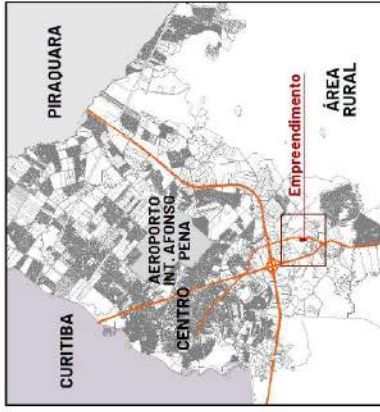 CURITIBA
PIRAQUARA
AEROPORTO
INT. AFONSO
PENA
CENTRO
Empreendimento
ÁREA
RURAL